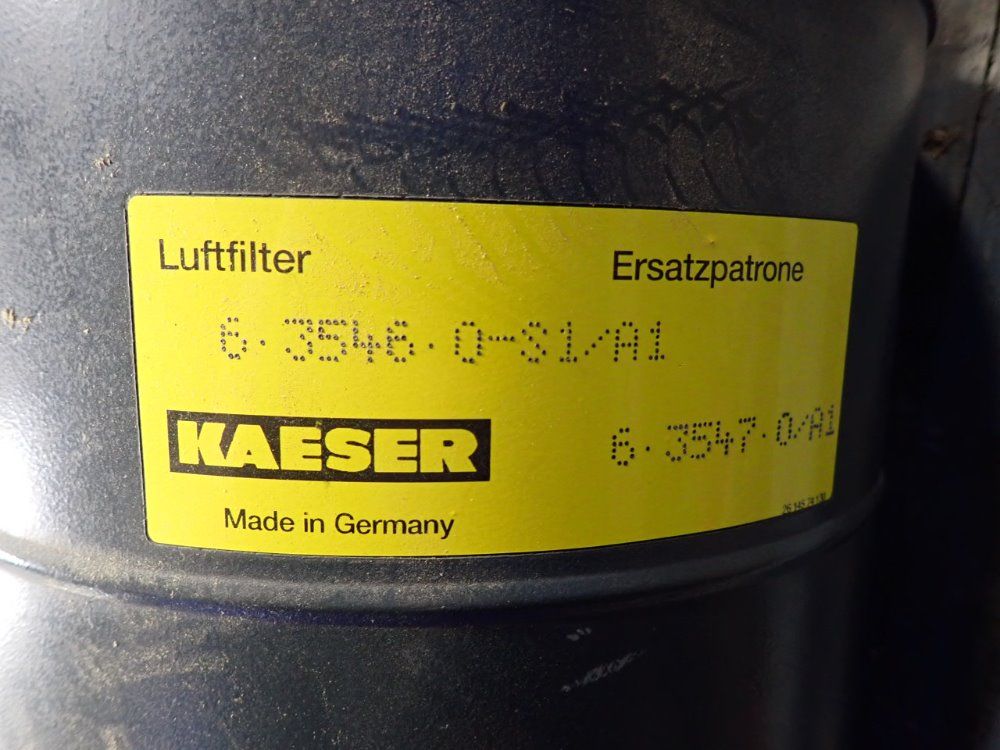 Luftfilter
Ersatzpatrone
6.3546.0-S1/A1
KAESER
6.3547.0/A1
Made in Germany